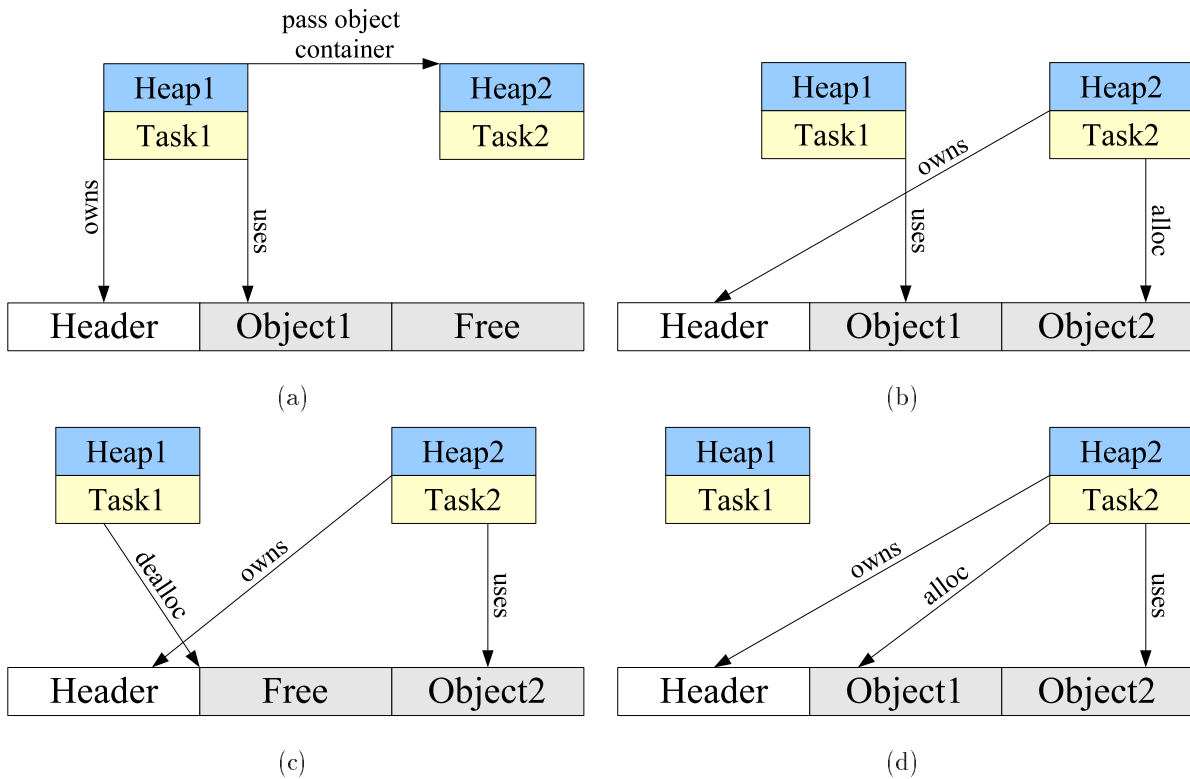 pass object
container
Heap1
Heap2
Task1
Task2
owns
uses
Header
Object1
Free
(a)
Heap1
Heap2
Task1
Task2
owns
uses
alloc
Header
Object1
Object2
(b)
Heap1
Heap2
Task1
Task2
dealloc
owns
uses
Header
Free
Object2
(c)
Heap1
Heap2
Task1
Task2
owns
alloc
uses
Header
Object1
Object2
(d)